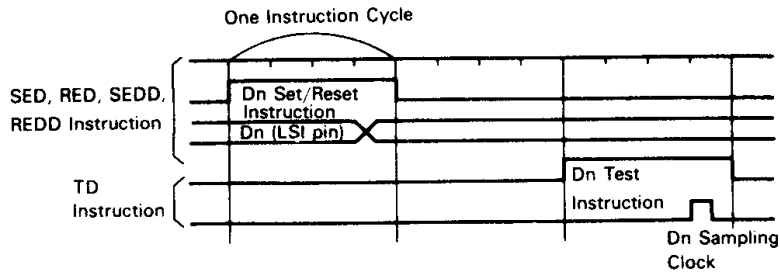 One Instruction Cycle
SED, RED, SEDD,
REDD Instruction
Dn Set/Reset
Instruction
Dn (LSI pin)
TD
Instruction
Dn Test
Instruction
Dn Sampling
Clock